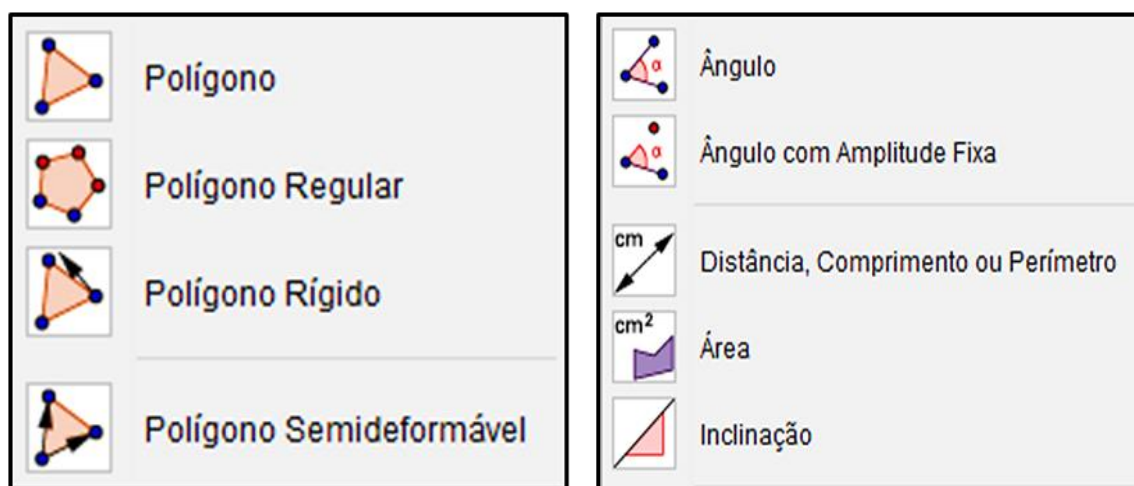 Polígono
Polígono Regular
Polígono Rígido
Polígono Semideformável
α
Ângulo
α
Ângulo com Amplitude Fixa
cm
Distância, Comprimento ou Perímetro
cm²
Área
Inclinação